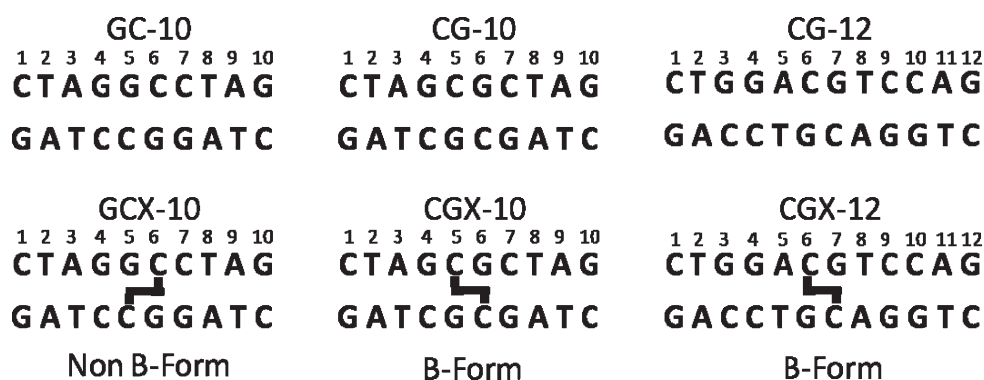 GC-10 CG-10 CG-12
1 2 3 4 5 6 7 8 9 10 1 2 3 4 5 6 7 8 9 10 1 2 3 4 5 6 7 8 9 10 11 12
CTAGGCCTAG CTAGCGCTAG CTGGACGTCCAG
GATCCGGATC GATCGCGATC GACCTGCAGGTC
GCX-10 CGX-10 CGX-12
1 2 3 4 5 6 7 8 9 10 1 2 3 4 5 6 7 8 9 10 1 2 3 4 5 6 7 8 9 10 11 12
CTAGGCCTAG CTAGCGCTAG CTGGACGTCCAG
GATCCGGATC GATCGCGATC GACCTGCAGGTC
Non B-Form B-Form B-Form